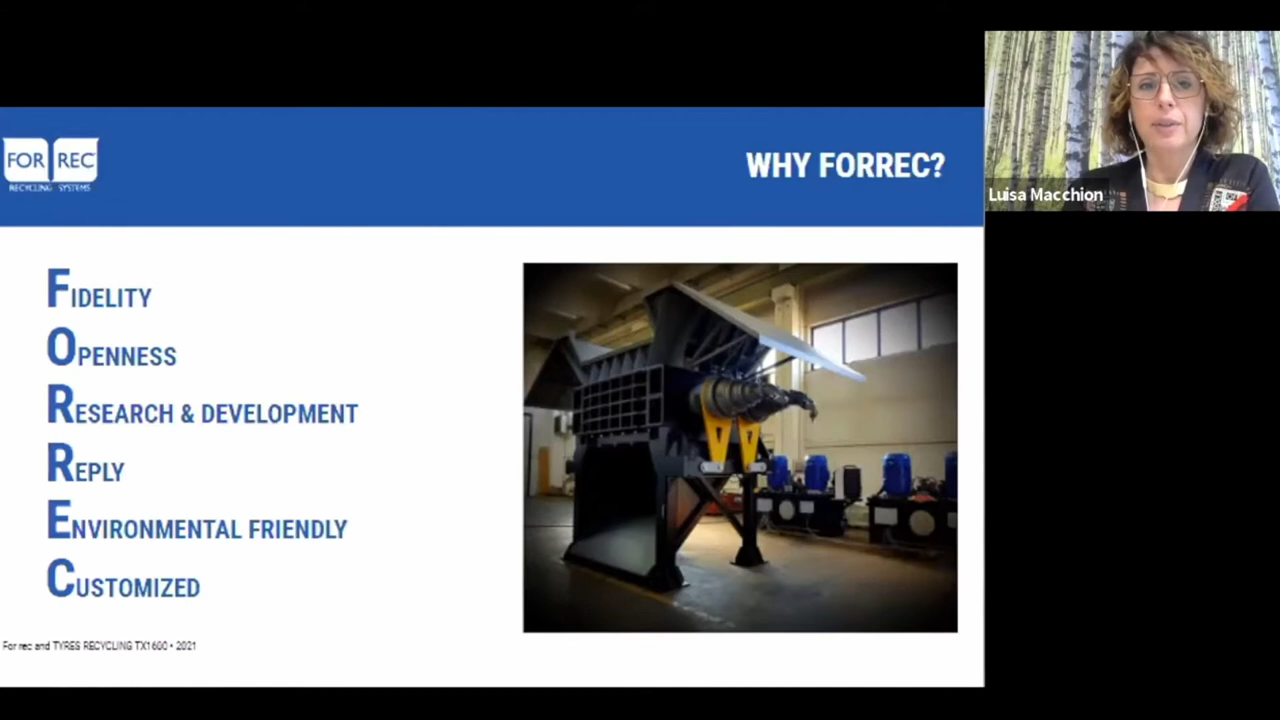 FOR REC
RECYCLING SYSTEMS
WHY FORREC?
Luisa Macchion
FIDELITY
OPENNESS
RESEARCH & DEVELOPMENT
REPLY
ENVIRONMENTAL FRIENDLY
CUSTOMIZED
For rec and TYRES RECYCLING TX1600 • 2021